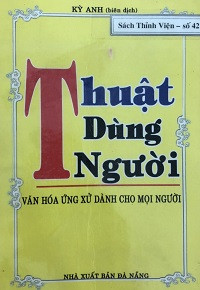 KỲ ANH (biên dịch)
Sách Thỉnh Viện – số 42
Thuật
Dùng
Người
VĂN HÓA ỨNG XỬ DÀNH CHO MỌI NGƯỜI
NHÀ XUẤT BẢN ĐÀ NẴNG